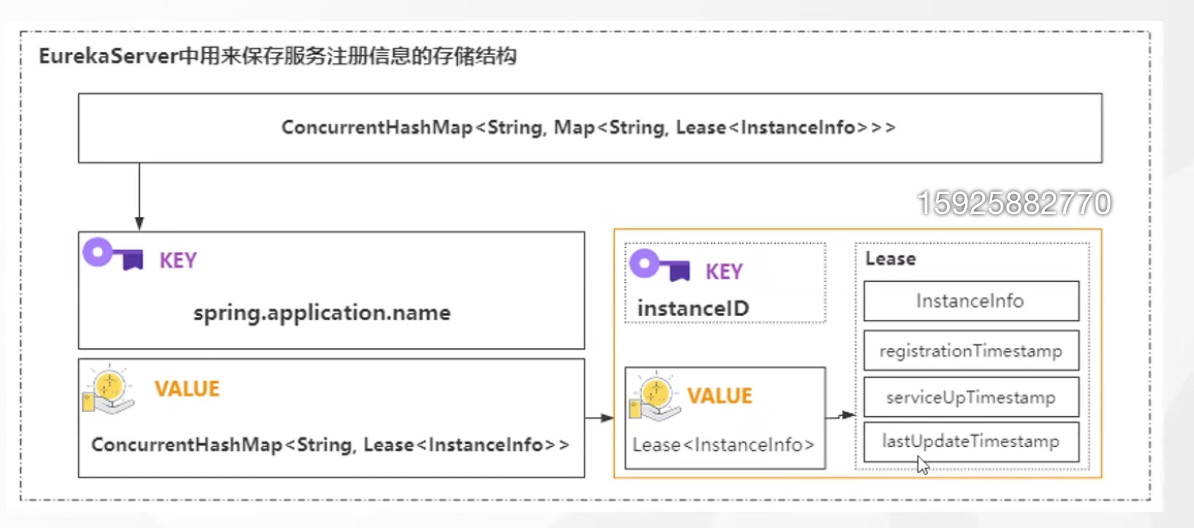 EurekaServer中用来保存服务注册信息的存储结构
ConcurrentHashMap<String, Map<String, Lease<InstanceInfo>>>
15925882770
KEY
spring.application.name
VALUE
ConcurrentHashMap<String, Lease<InstanceInfo>>
KEY
instanceID
VALUE
Lease<InstanceInfo>
Lease
InstanceInfo
registrationTimestamp
serviceUpTimestamp
lastUpdateTimestamp